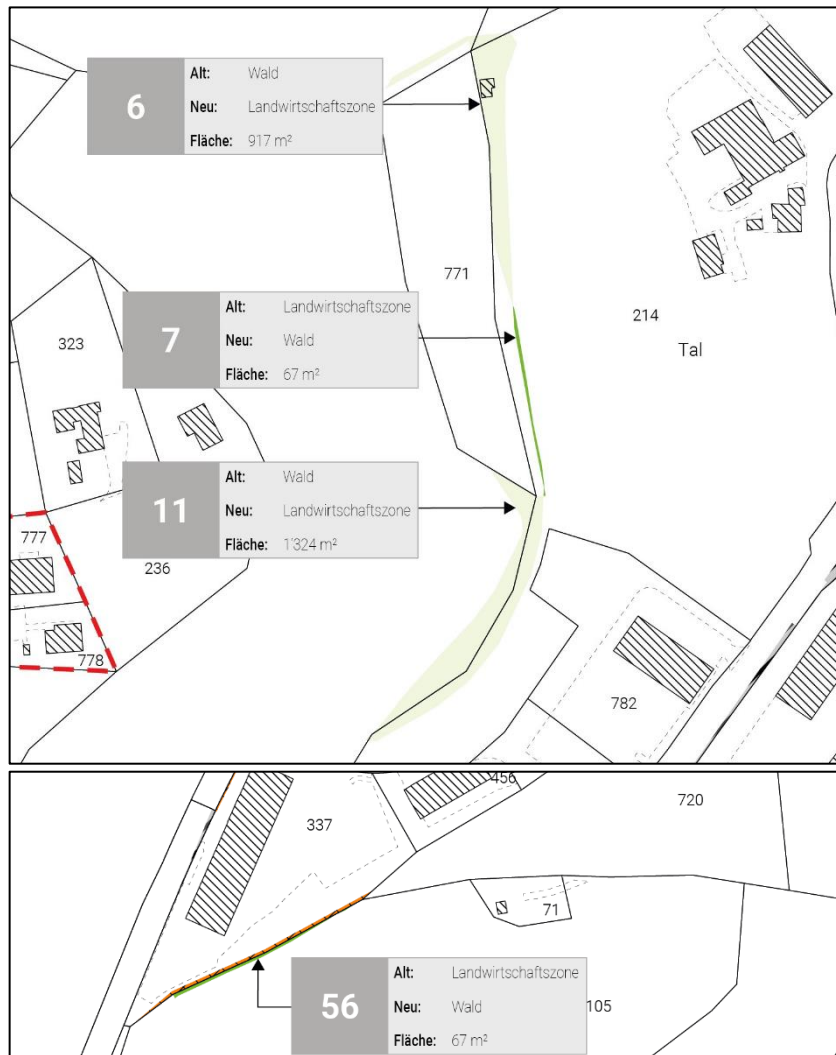 6
Alt: Wald
Neu: Landwirtschaftszone
Fläche: 917 m²
771
214
Tal
7
Alt: Landwirtschaftszone
Neu: Wald
Fläche: 67 m²
323
11
Alt: Wald
Neu: Landwirtschaftszone
Fläche: 1'324 m²
777
236
778
782
456
720
337
71
56
Alt: Landwirtschaftszone
Neu: Wald
Fläche: 67 m²
105